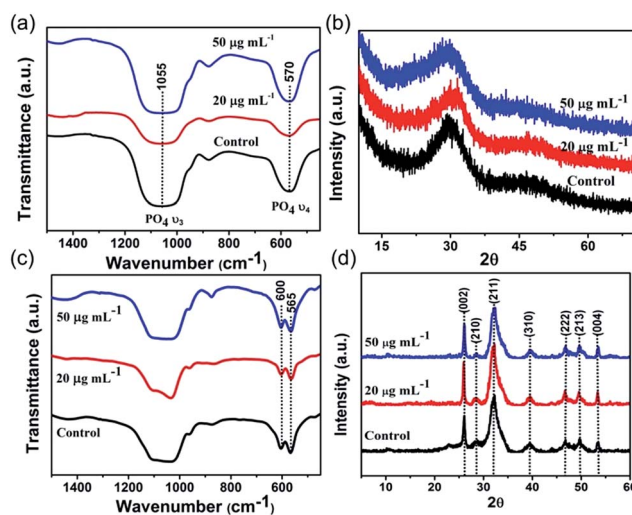 (a)
50 µg mL⁻¹
1055
570
20 µg mL⁻¹
Control
PO₄ υ₃
PO₄ υ₄
Transmittance (a.u.)
1500 1200 900 600
Wavenumber (cm⁻¹)
(b)
50 µg mL⁻¹
20 µg mL⁻¹
Control
Intensity (a.u.)
15 30 45 60
2θ
(c)
600
565
50 µg mL⁻¹
20 µg mL⁻¹
Control
Transmittance (a.u.)
1400 1200 1000 800 600
Wavenumber (cm⁻¹)
(d)
(002)
(210)
(211)
(310)
(222)
(213)
(004)
50 µg mL⁻¹
20 µg mL⁻¹
Control
Intensity (a.u.)
10 20 30 40 50 60
2θ